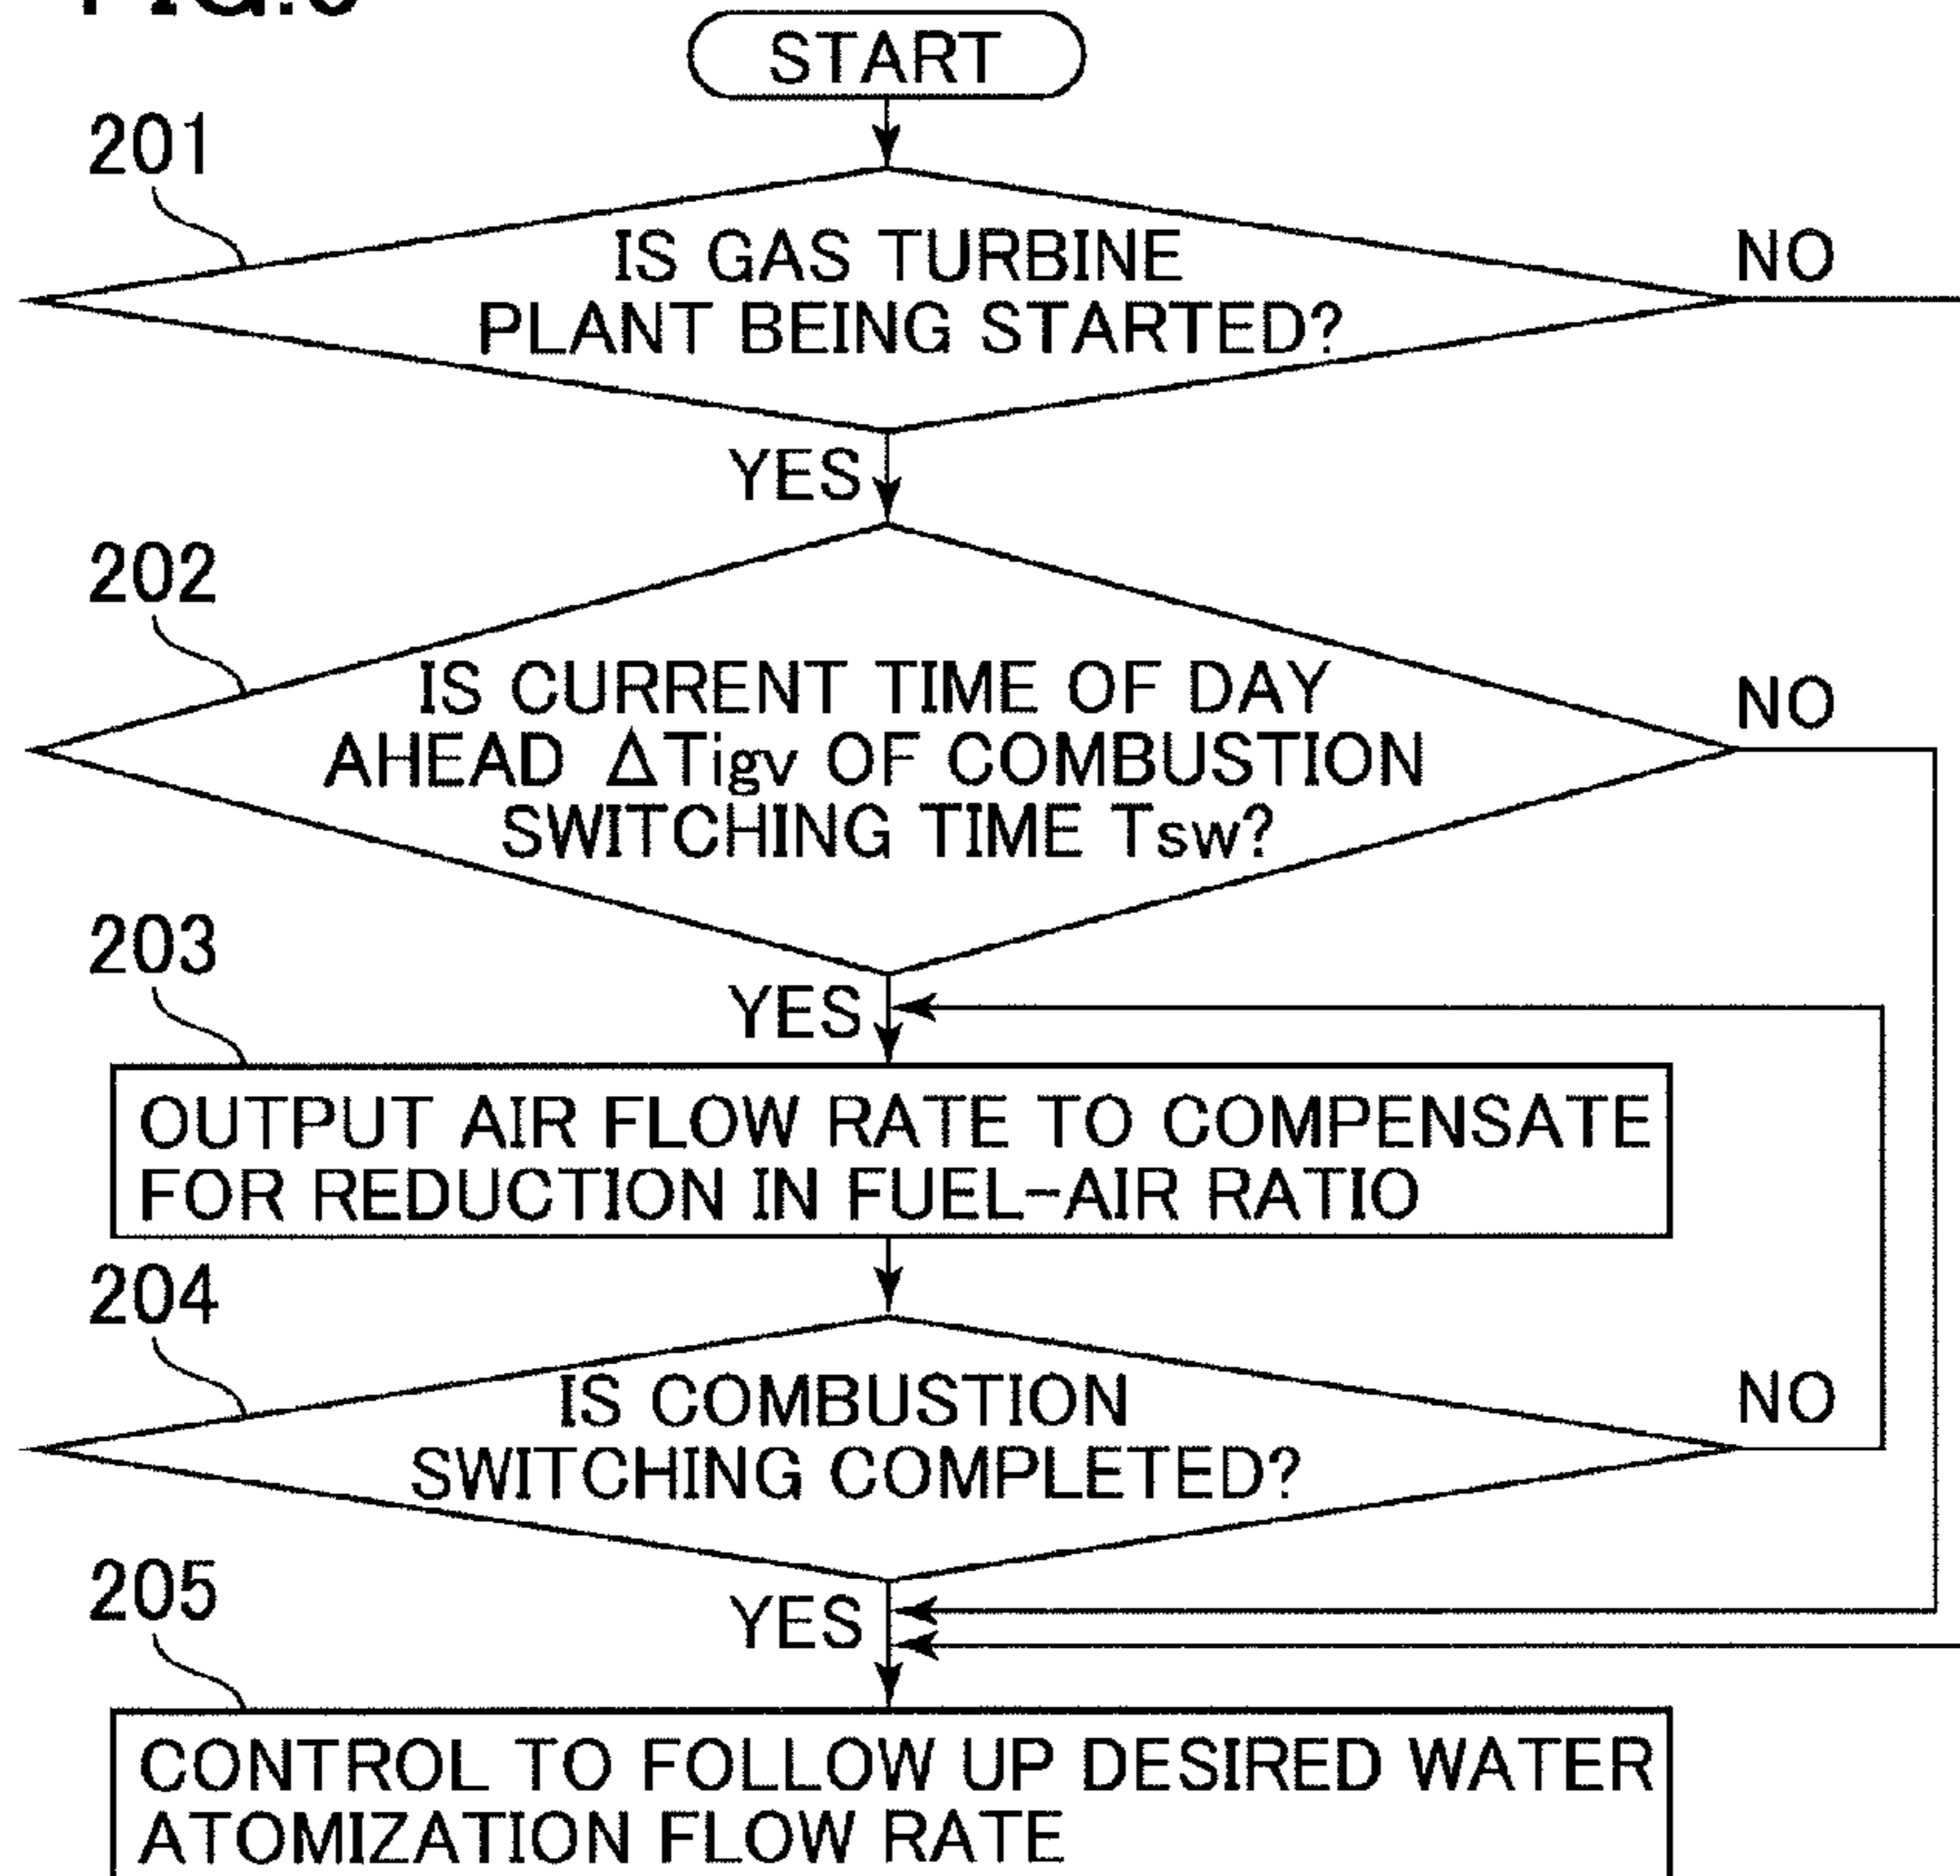 START
201
IS GAS TURBINE
PLANT BEING STARTED?
NO
YES
202
IS CURRENT TIME OF DAY
AHEAD ΔTigv OF COMBUSTION
SWITCHING TIME Tsw?
NO
203
YES
OUTPUT AIR FLOW RATE TO COMPENSATE
FOR REDUCTION IN FUEL-AIR RATIO
204
IS COMBUSTION
SWITCHING COMPLETED?
NO
205
YES
CONTROL TO FOLLOW UP DESIRED WATER
ATOMIZATION FLOW RATE